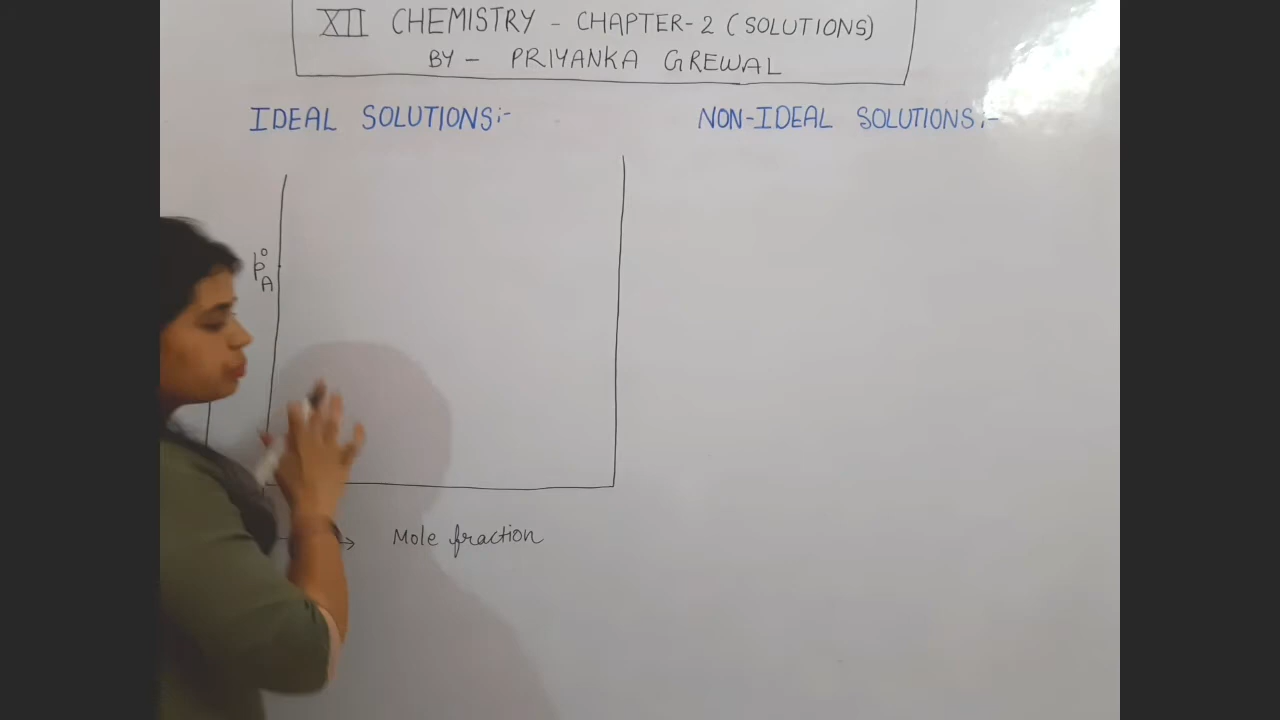 XII CHEMISTRY - CHAPTER-2 (SOLUTIONS)
BY - PRIYANKA GREWAL
IDEAL SOLUTIONS:-
NON-IDEAL SOLUTIONS:-
p°A
Mole fraction